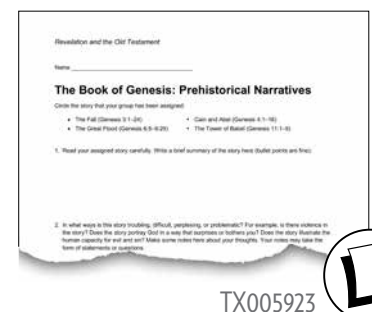 Revelation and the Old Testament
Name
The Book of Genesis: Prehistorical Narratives
Circle the story that your group has been assigned:
• The Fall (Genesis 3:1–24) • Cain and Abel (Genesis 4:1–16)
• The Great Flood (Genesis 6:5–9:29) • The Tower of Babel (Genesis 11:1–9)
1. Read your assigned story carefully. Write a brief summary of the story here (bullet points are fine):
2. In what ways is this story troubling, difficult, perplexing, or problematic? For example, is there violence in
the story? Does the story portray God in a way that surprises or bothers you? Does the story illustrate the
human capacity for evil and sin? Make some notes here about your thoughts. Your notes may take the
form of statements or questions.
TX005923